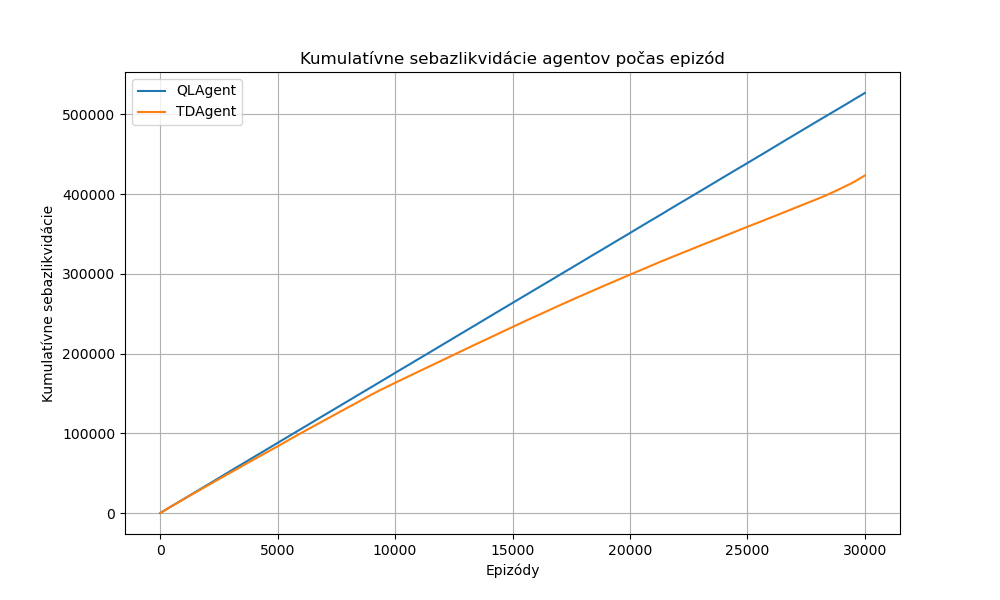 Kumulatívne sebazlikvidácie agentov počas epizód
QLAgent
TDAgent
Kumulatívne sebazlikvidácie
500000
400000
300000
200000
100000
0
0 5000 10000 15000 20000 25000 30000
Epizódy